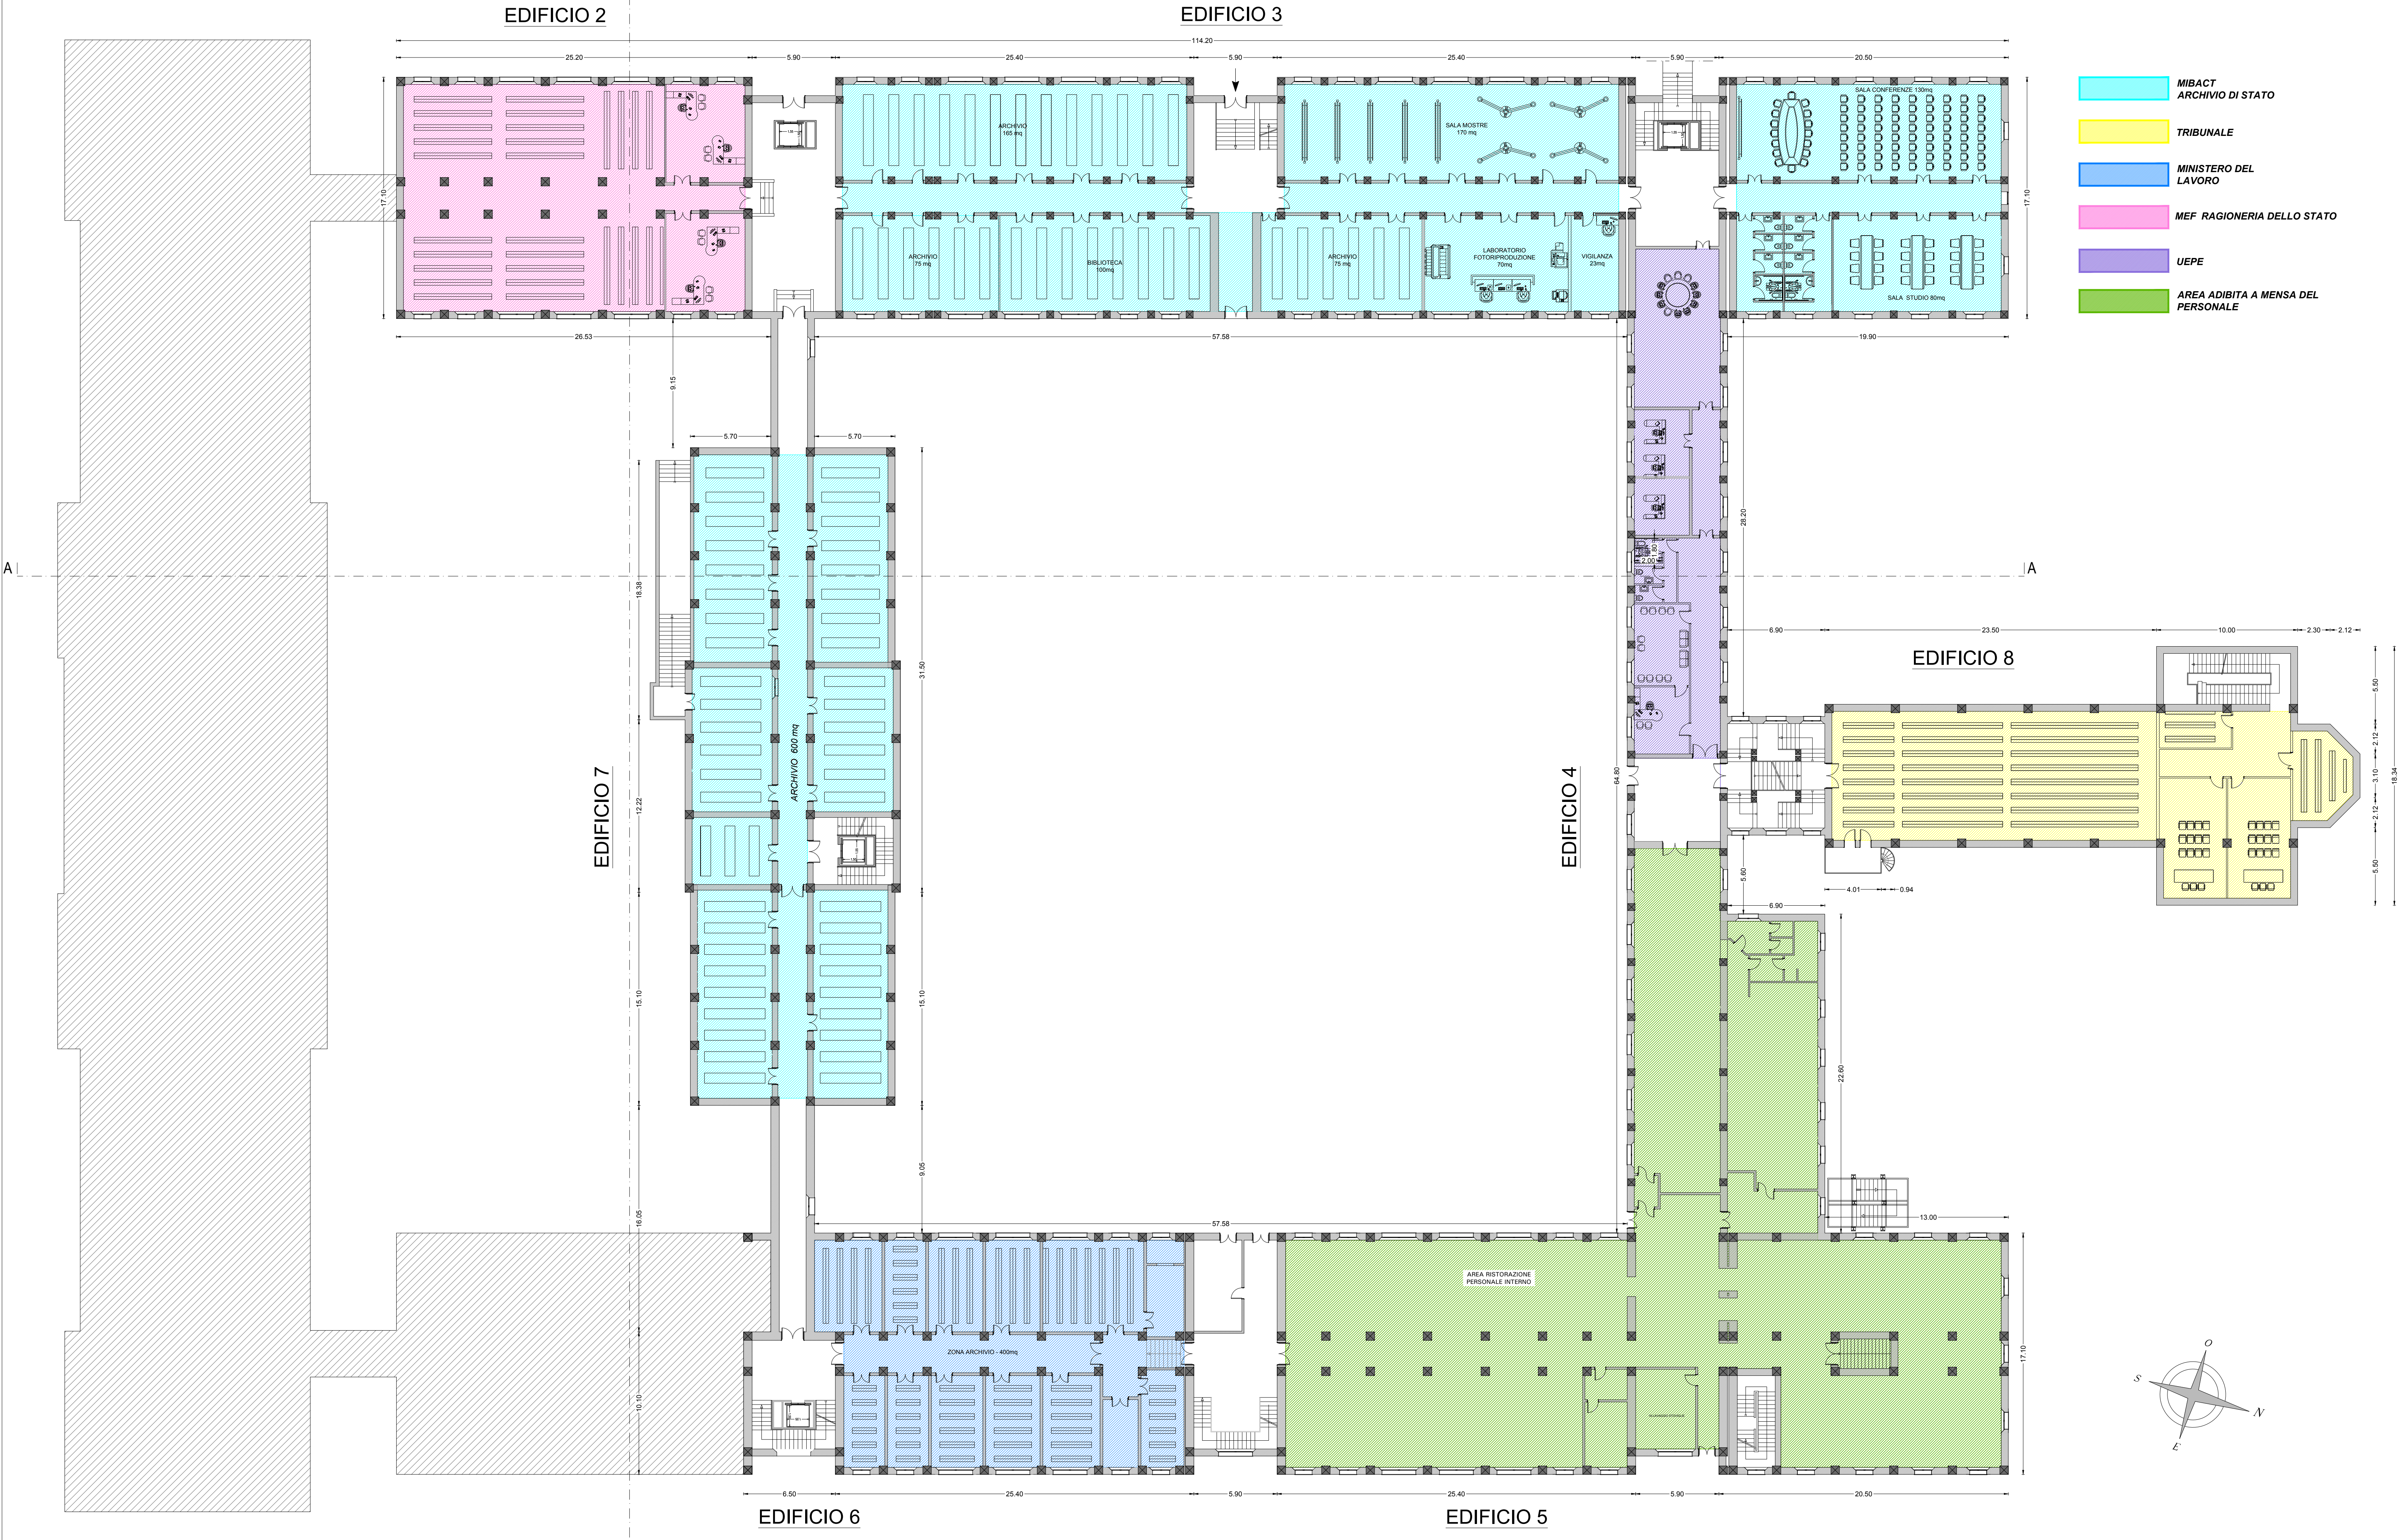 EDIFICIO 2
EDIFICIO 3
114.20
25.20
5.90
25.40
5.90
25.40
5.90
20.50
MIBACT
ARCHIVIO DI STATO
TRIBUNALE
MINISTERO DEL
LAVORO
MEF RAGIONERIA DELLO STATO
UEPE
AREA ADIBITA A MENSA DEL
PERSONALE
17.10
ARCHIVIO
165 mq
SALA MOSTRE
170 mq
SALA CONFERENZE 130mq
17.10
ARCHIVIO
75 mq
BIBLIOTECA
100mq
ARCHIVIO
75 mq
LABORATORIO
FOTORIPRODUZIONE
70mq
VIGILANZA
23mq
SALA STUDIO 80mq
26.53
57.58
19.90
9.15
5.70
5.70
28.20
1.80
2.00
A
A
18.38
31.50
6.90
23.50
10.00
2.30
2.12
EDIFICIO 8
5.50
2.12
3.10
2.12
5.50
18.34
ARCHIVIO 600 mq
EDIFICIO 7
12.22
EDIFICIO 4
64.80
5.60
4.01
0.94
6.90
15.10
15.10
22.60
9.05
16.05
57.58
13.00
AREA RISTORAZIONE
PERSONALE INTERNO
ZONA ARCHIVIO - 400mq
17.10
10.10
O
S
N
E
6.50
25.40
5.90
25.40
5.90
20.50
EDIFICIO 6
EDIFICIO 5